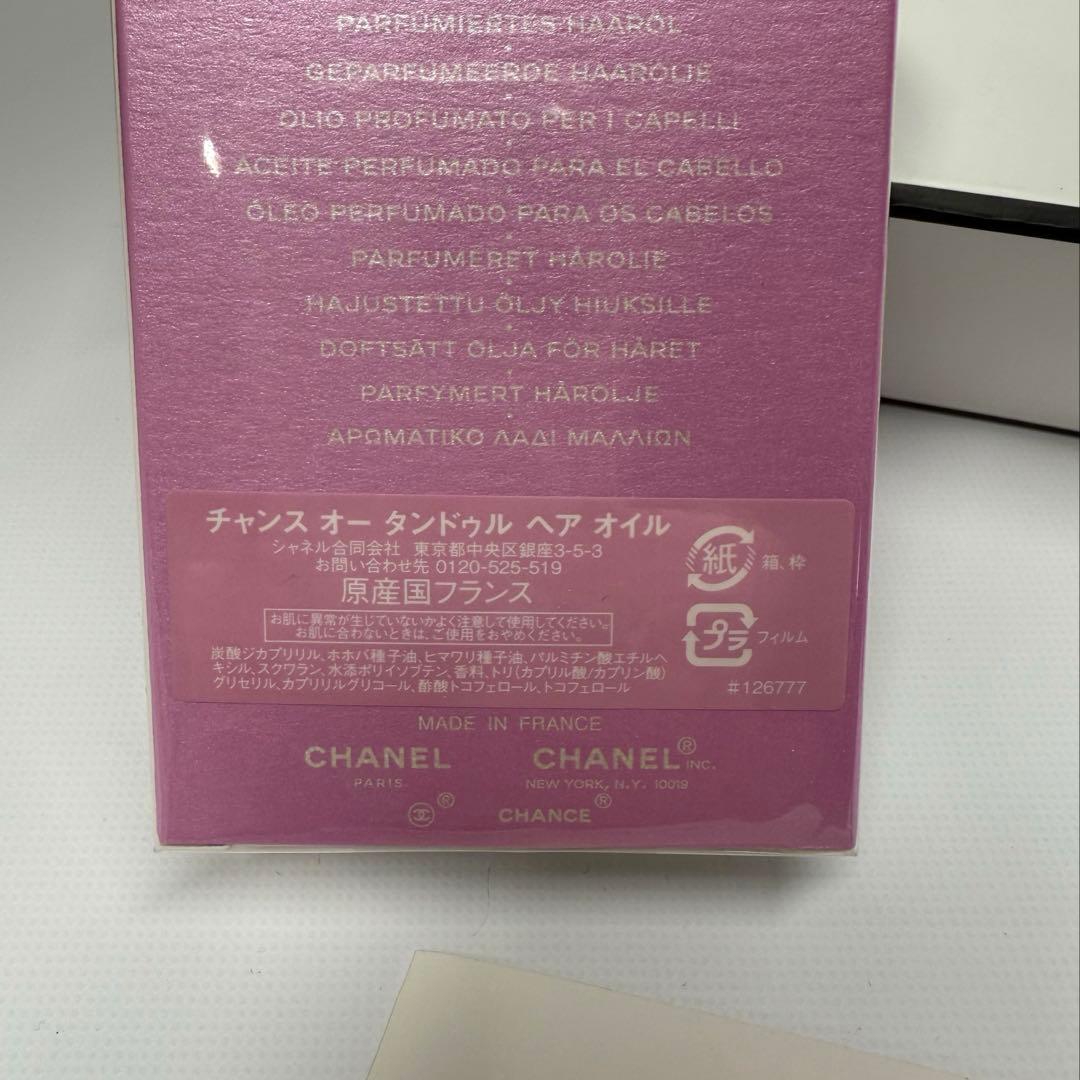 PARFUMIERTES HAARÖL
GEPARFUMEERDE HAAROLIE
OLIO PROFUMATO PER I CAPELLI
ACEITE PERFUMADO PARA EL CABELLO
ÓLEO PERFUMADO PARA OS CABELOS
PARFUMERET HÅROLIE
HAJUSTETTU ÖLJY HIUKSILLE
DOFTSATT OLJA FÖR HÅRET
PARFYMERT HÅROLJE
ΑΡΩΜΑΤΙΚΟ ΛΑΔΙ ΜΑΛΛΙΩΝ
チャンス オー タンドゥル ヘア オイル
シャネル合同会社 東京都中央区銀座3-5-3
お問い合わせ先 0120-525-519
原産国フランス
お肌に異常が生じていないかよく注意して使用してください。
お肌に合わないときは、ご使用をおやめください。
炭酸ジカプリリル、ホホバ種子油、ヒマワリ種子油、パルミチン酸エチルヘ
キシル、スクワラン、水添ポリイソブテン、香料、トリ(カプリル酸/カプリン酸)
グリセリル、カプリリルグリコール、酢酸トコフェロール、トコフェロール
紙 箱、枠
プラ フィルム
#126777
MADE IN FRANCE
CHANEL
PARIS
CHANEL® INC.
NEW YORK, N.Y. 10019
®
CHANCE®